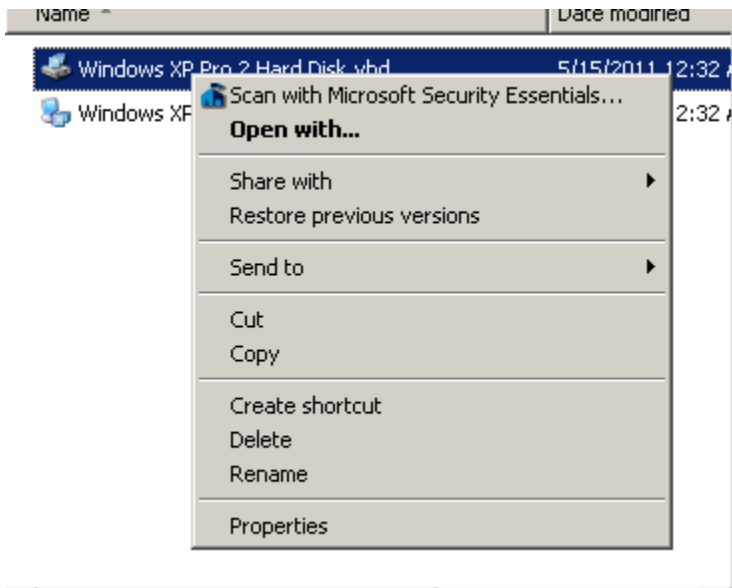 Name Date modified
Windows XP Pro 2 Hard Disk.vhd 5/15/2011 12:32
Windows XP 2:32
Scan with Microsoft Security Essentials...
Open with...
Share with
Restore previous versions
Send to
Cut
Copy
Create shortcut
Delete
Rename
Properties